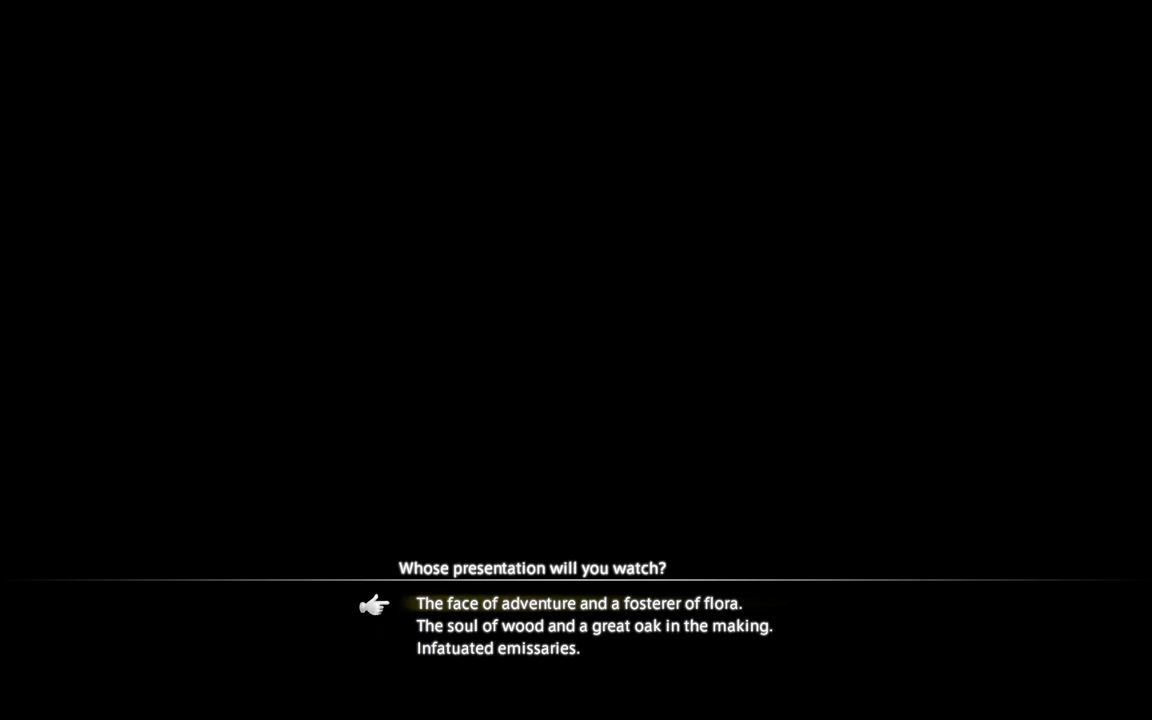 Whose presentation will you watch?
The face of adventure and a fosterer of flora.
The soul of wood and a great oak in the making.
Infatuated emissaries.